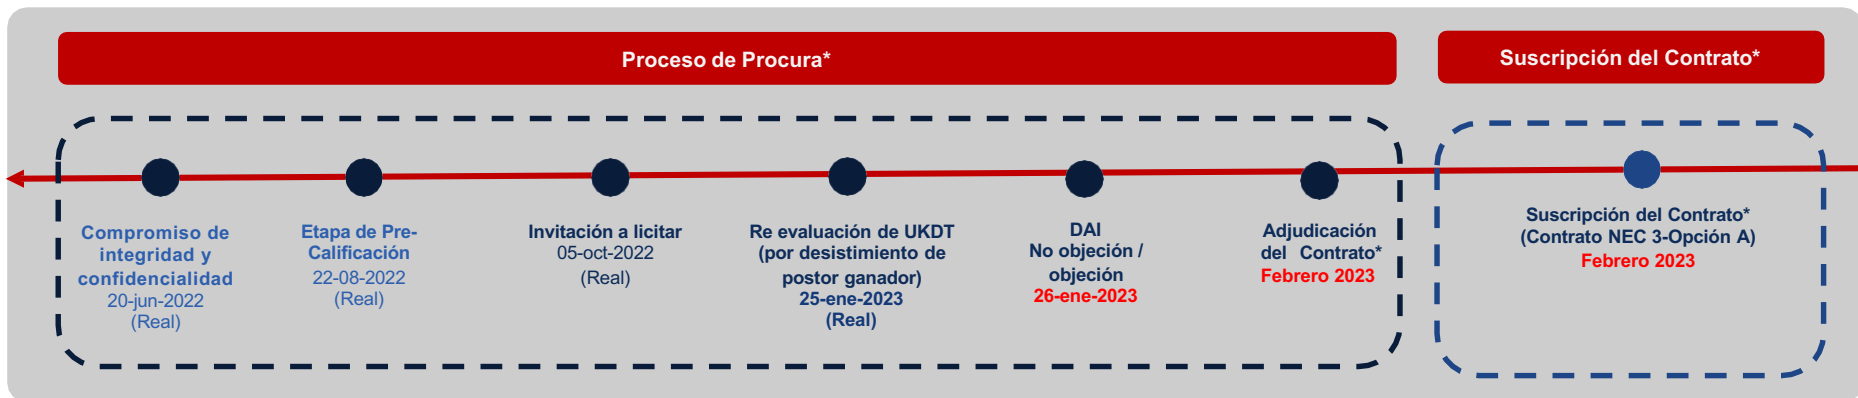 Proceso de Procura*
Suscripción del Contrato*
Compromiso de
integridad y
confidencialidad
20-jun-2022
(Real)
Etapa de Pre-
Calificación
22-08-2022
(Real)
Invitación a licitar
05-oct-2022
(Real)
Re evaluación de UKDT
(por desistimiento de
postor ganador)
25-ene-2023
(Real)
DAI
No objeción /
objeción
26-ene-2023
Adjudicación
del Contrato*
Febrero 2023
Suscripción del Contrato*
(Contrato NEC 3-Opción A)
Febrero 2023